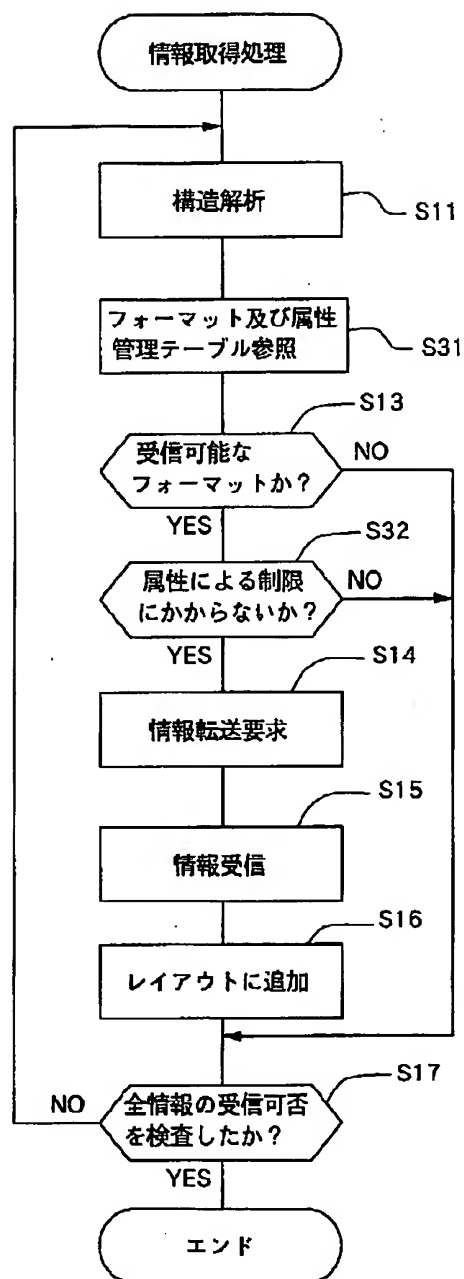 情報取得処理
構造解析
S11
フォーマット及び属性
管理テーブル参照
S31
S13
受信可能な
フォーマットか？
NO
YES
S32
属性による制限
にかからないか？
NO
YES
S14
情報転送要求
S15
情報受信
S16
レイアウトに追加
S17
NO
全情報の受信可否
を検査したか？
YES
エンド